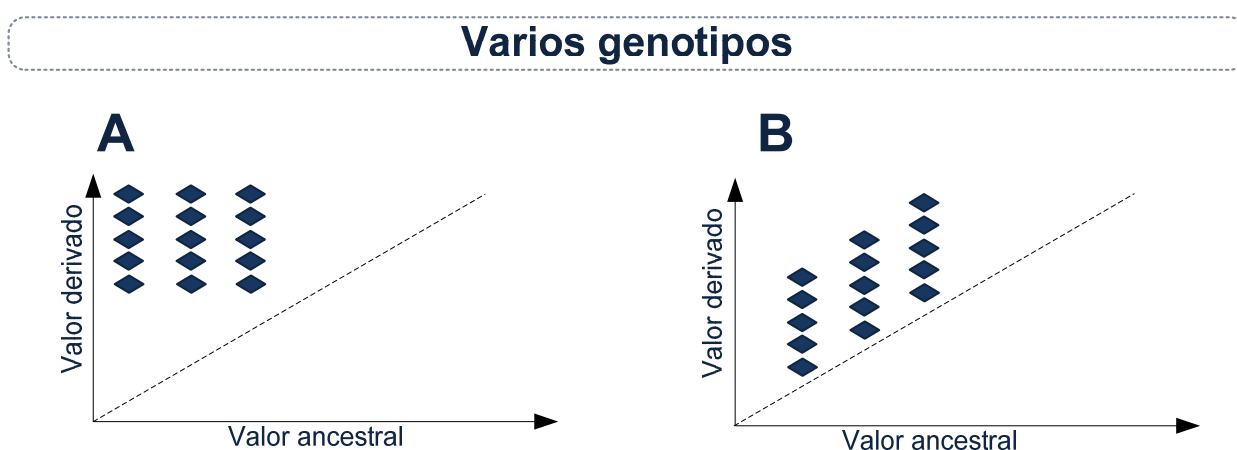 Varios genotipos
A
B
Valor derivado
Valor ancestral
Valor derivado
Valor ancestral